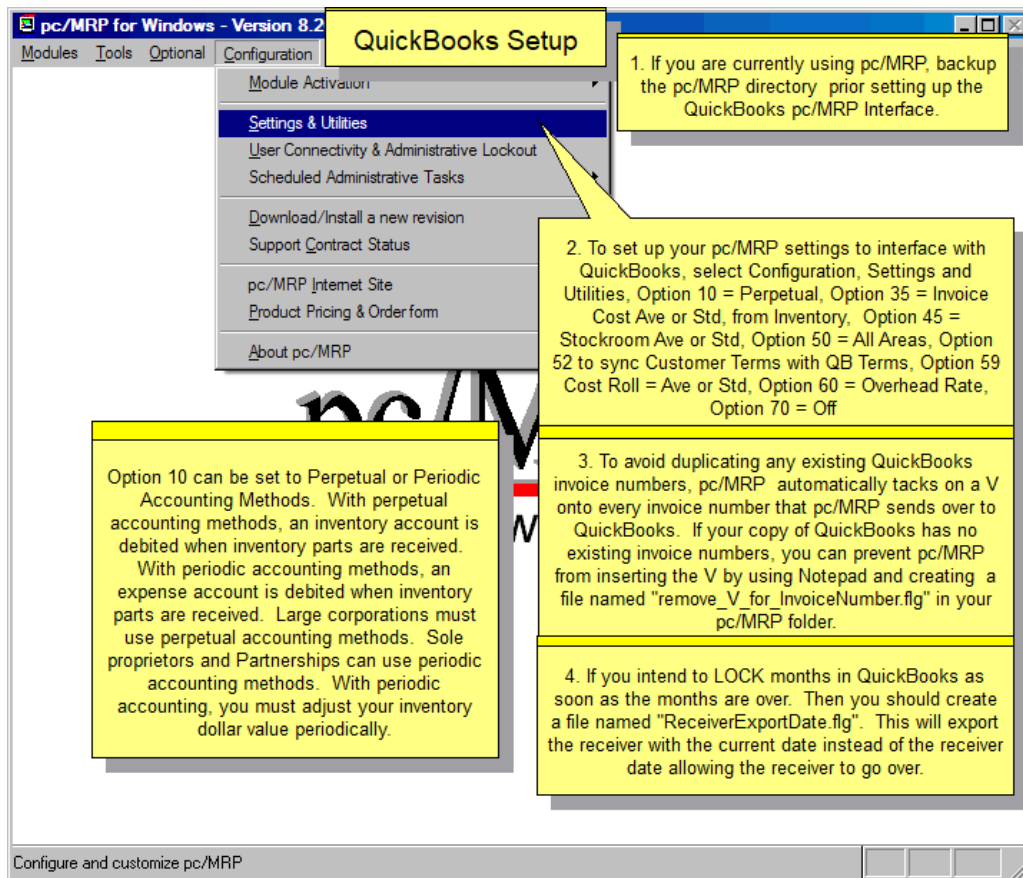 pc/MRP for Windows - Version 8.2
QuickBooks Setup
Modules Tools Optional Configuration
Module Activation
Settings & Utilities
User Connectivity & Administrative Lockout
Scheduled Administrative Tasks
Download/Install a new revision
Support Contract Status
pc/MRP Internet Site
Product Pricing & Order form
About pc/MRP
1. If you are currently using pc/MRP, backup
the pc/MRP directory prior setting up the
QuickBooks pc/MRP Interface.
2. To set up your pc/MRP settings to interface with
QuickBooks, select Configuration, Settings and
Utilities, Option 10 = Perpetual, Option 35 = Invoice
Cost Ave or Std, from Inventory, Option 45 =
Stockroom Ave or Std, Option 50 = All Areas, Option
52 to sync Customer Terms with QB Terms, Option 59
Cost Roll = Ave or Std, Option 60 = Overhead Rate,
Option 70 = Off
Option 10 can be set to Perpetual or Periodic
Accounting Methods. With perpetual
accounting methods, an inventory account is
debited when inventory parts are received.
With periodic accounting methods, an
expense account is debited when inventory
parts are received. Large corporations must
use perpetual accounting methods. Sole
proprietors and Partnerships can use periodic
accounting methods. With periodic
accounting, you must adjust your inventory
dollar value periodically.
3. To avoid duplicating any existing QuickBooks
invoice numbers, pc/MRP automatically tacks on a V
onto every invoice number that pc/MRP sends over to
QuickBooks. If your copy of QuickBooks has no
existing invoice numbers, you can prevent pc/MRP
from inserting the V by using Notepad and creating a
file named "remove_V_for_InvoiceNumber.flg" in your
pc/MRP folder.
4. If you intend to LOCK months in QuickBooks as
soon as the months are over. Then you should create
a file named "ReceiverExportDate.flg". This will export
the receiver with the current date instead of the receiver
date allowing the receiver to go over.
Configure and customize pc/MRP